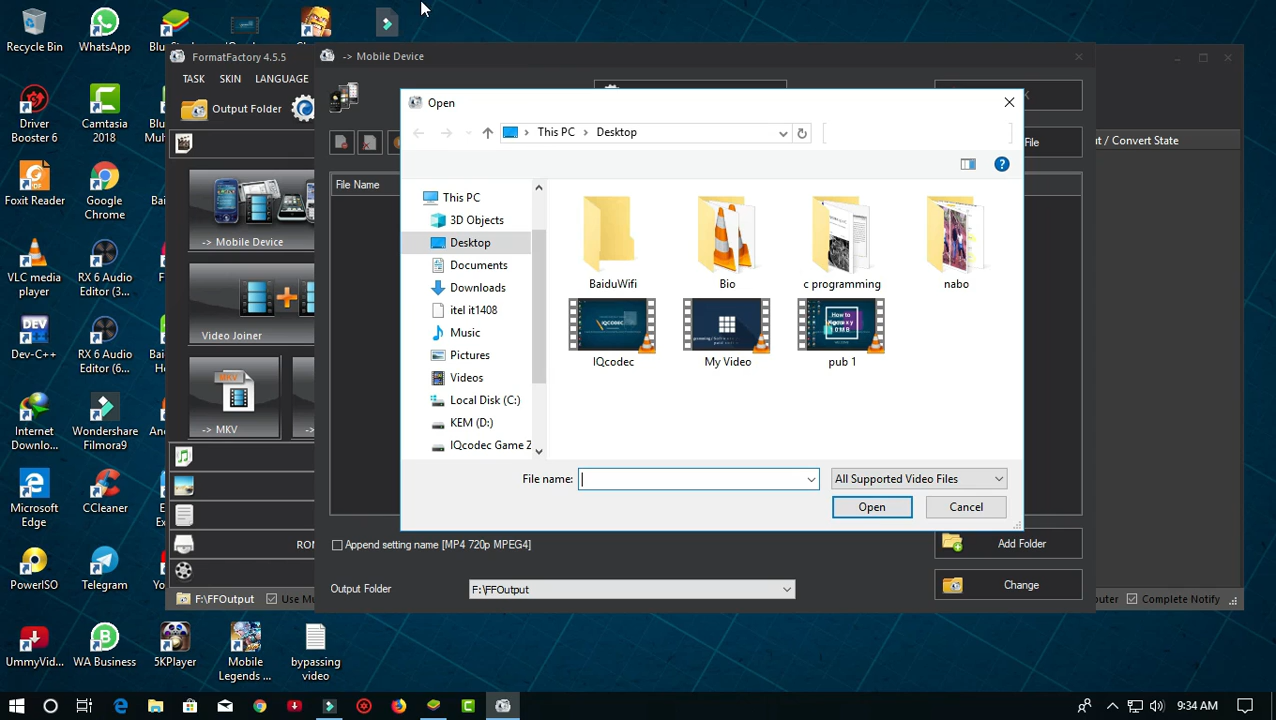 Recycle Bin
WhatsApp
FormatFactory 4.5.5
TASK
SKIN
LANGUAGE
Output Folder
-> Mobile Device
Video Joiner
-> MKV
F:\FFOutput
Complete Notify
-> Mobile Device
File Name
Append setting name [MP4 720p MPEG4]
Output Folder
F:\FFOutput
Add Folder
Change
Open
This PC
Desktop
This PC
3D Objects
Desktop
Documents
Downloads
itel it1408
Music
Pictures
Videos
Local Disk (C:)
KEM (D:)
IQcodec Game Z
BaiduWifi
Bio
c programming
nabo
IQcodec
My Video
pub 1
File name:
All Supported Video Files
Open
Cancel
Driver
Booster 6
Camtasia
2018
Foxit Reader
Google
Chrome
VLC media
player
RX 6 Audio
Editor (3...
Dev-C++
RX 6 Audio
Editor (6...
Internet
Downlo...
Wondershare
Filmora9
Microsoft
Edge
CCleaner
PowerISO
Telegram
UmmyVid...
WA Business
5KPlayer
Mobile
Legends ...
bypassing
video
9:34 AM